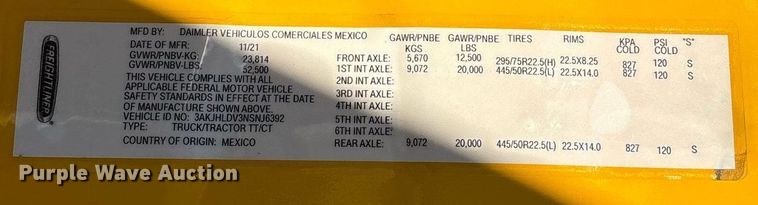 FREIGHTLINER
MFD BY: DAIMLER VEHICULOS COMERCIALES MEXICO
DATE OF MFR: 11/21
GVWR/PNBV-KG: 23,814
GVWR/PNBV-LBS: 52,500
THIS VEHICLE COMPLIES WITH ALL
APPLICABLE FEDERAL MOTOR VEHICLE
SAFETY STANDARDS IN EFFECT AT THE DATE
OF MANUFACTURE SHOWN ABOVE.
VEHICLE ID NO: 3AKJHLDV3NSNJ6392
TYPE: TRUCK/TRACTOR TT/CT
COUNTRY OF ORIGIN: MEXICO
GAWR/PNBE KGS GAWR/PNBE LBS TIRES RIMS KPA COLD PSI COLD "S"
FRONT AXLE: 5,670 12,500 295/75R22.5(H) 22.5X8.25 827 120 S
1ST INT AXLE: 9,072 20,000 445/50R22.5(L) 22.5X14.0 827 120 S
2ND INT AXLE:
3RD INT AXLE:
4TH INT AXLE:
5TH INT AXLE:
6TH INT AXLE:
REAR AXLE: 9,072 20,000 445/50R22.5(L) 22.5X14.0 827 120 S
Purple Wave Auction